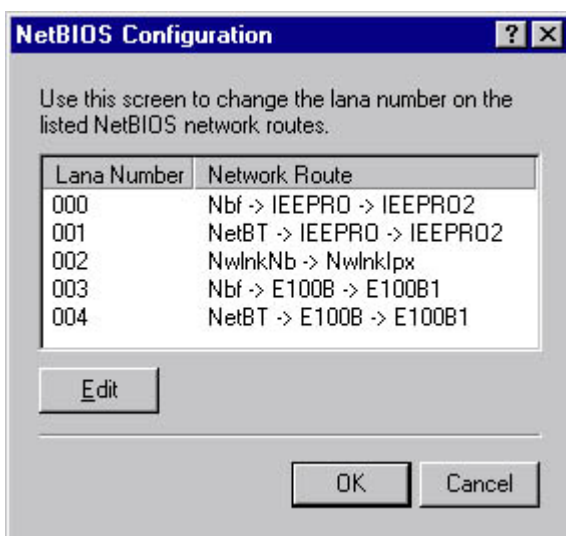 NetBIOS Configuration
Use this screen to change the lana number on the
listed NetBIOS network routes.
Lana Number Network Route
000 Nbf -> IEEPRO -> IEEPRO2
001 NetBT -> IEEPRO -> IEEPRO2
002 NwlnkNb -> NwlnkIpx
003 Nbf -> E100B -> E100B1
004 NetBT -> E100B -> E100B1
Edit
OK Cancel